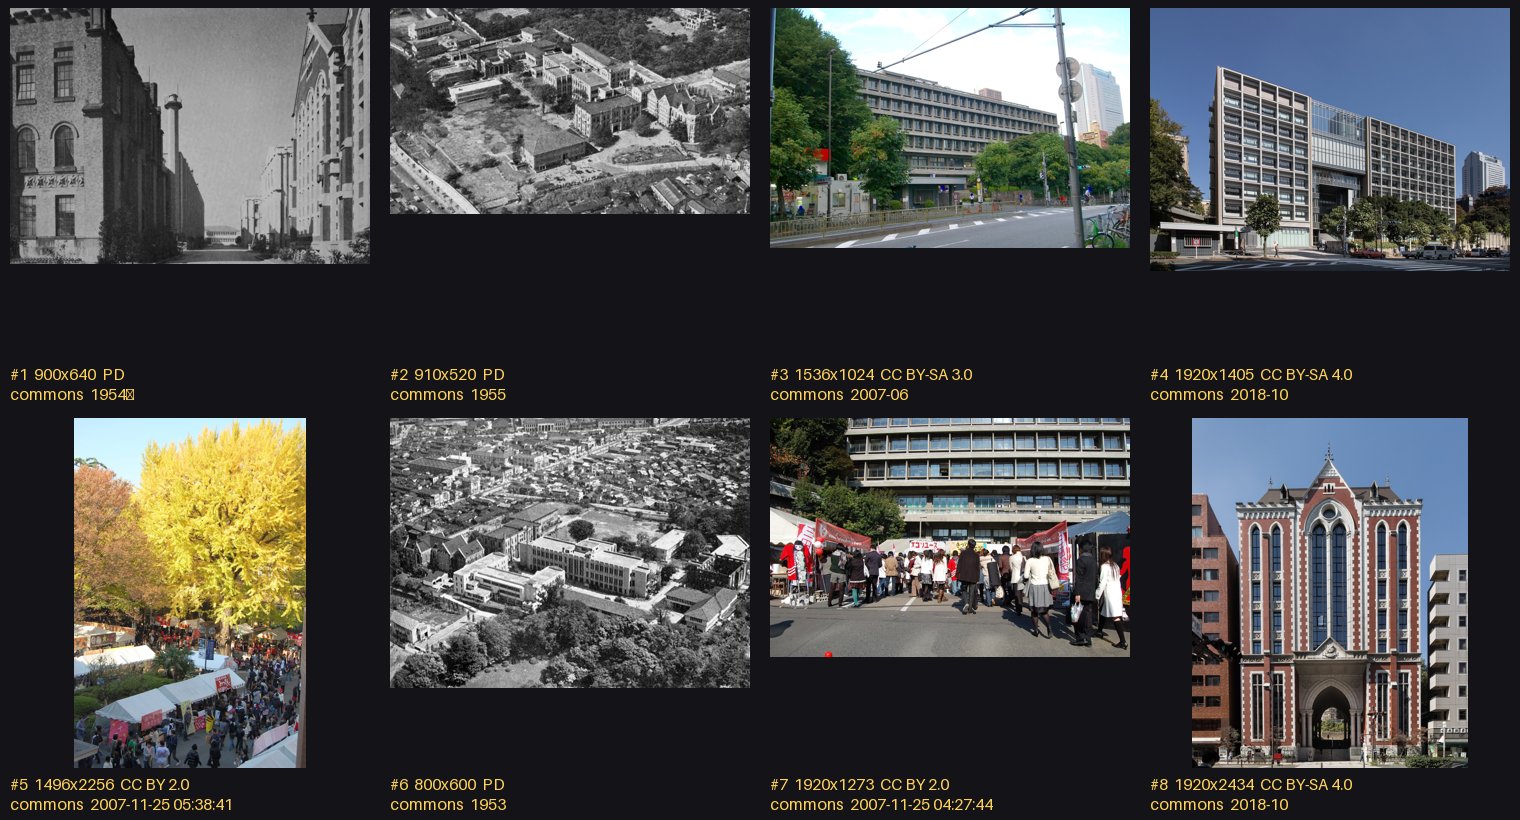 #1 900x640 PD
commons 1954
#2 910x520 PD
commons 1955
#3 1536x1024 CC BY-SA 3.0
commons 2007-06
#4 1920x1405 CC BY-SA 4.0
commons 2018-10
#5 1496x2256 CC BY 2.0
commons 2007-11-25 05:38:41
#6 800x600 PD
commons 1953
#7 1920x1273 CC BY 2.0
commons 2007-11-25 04:27:44
#8 1920x2434 CC BY-SA 4.0
commons 2018-10